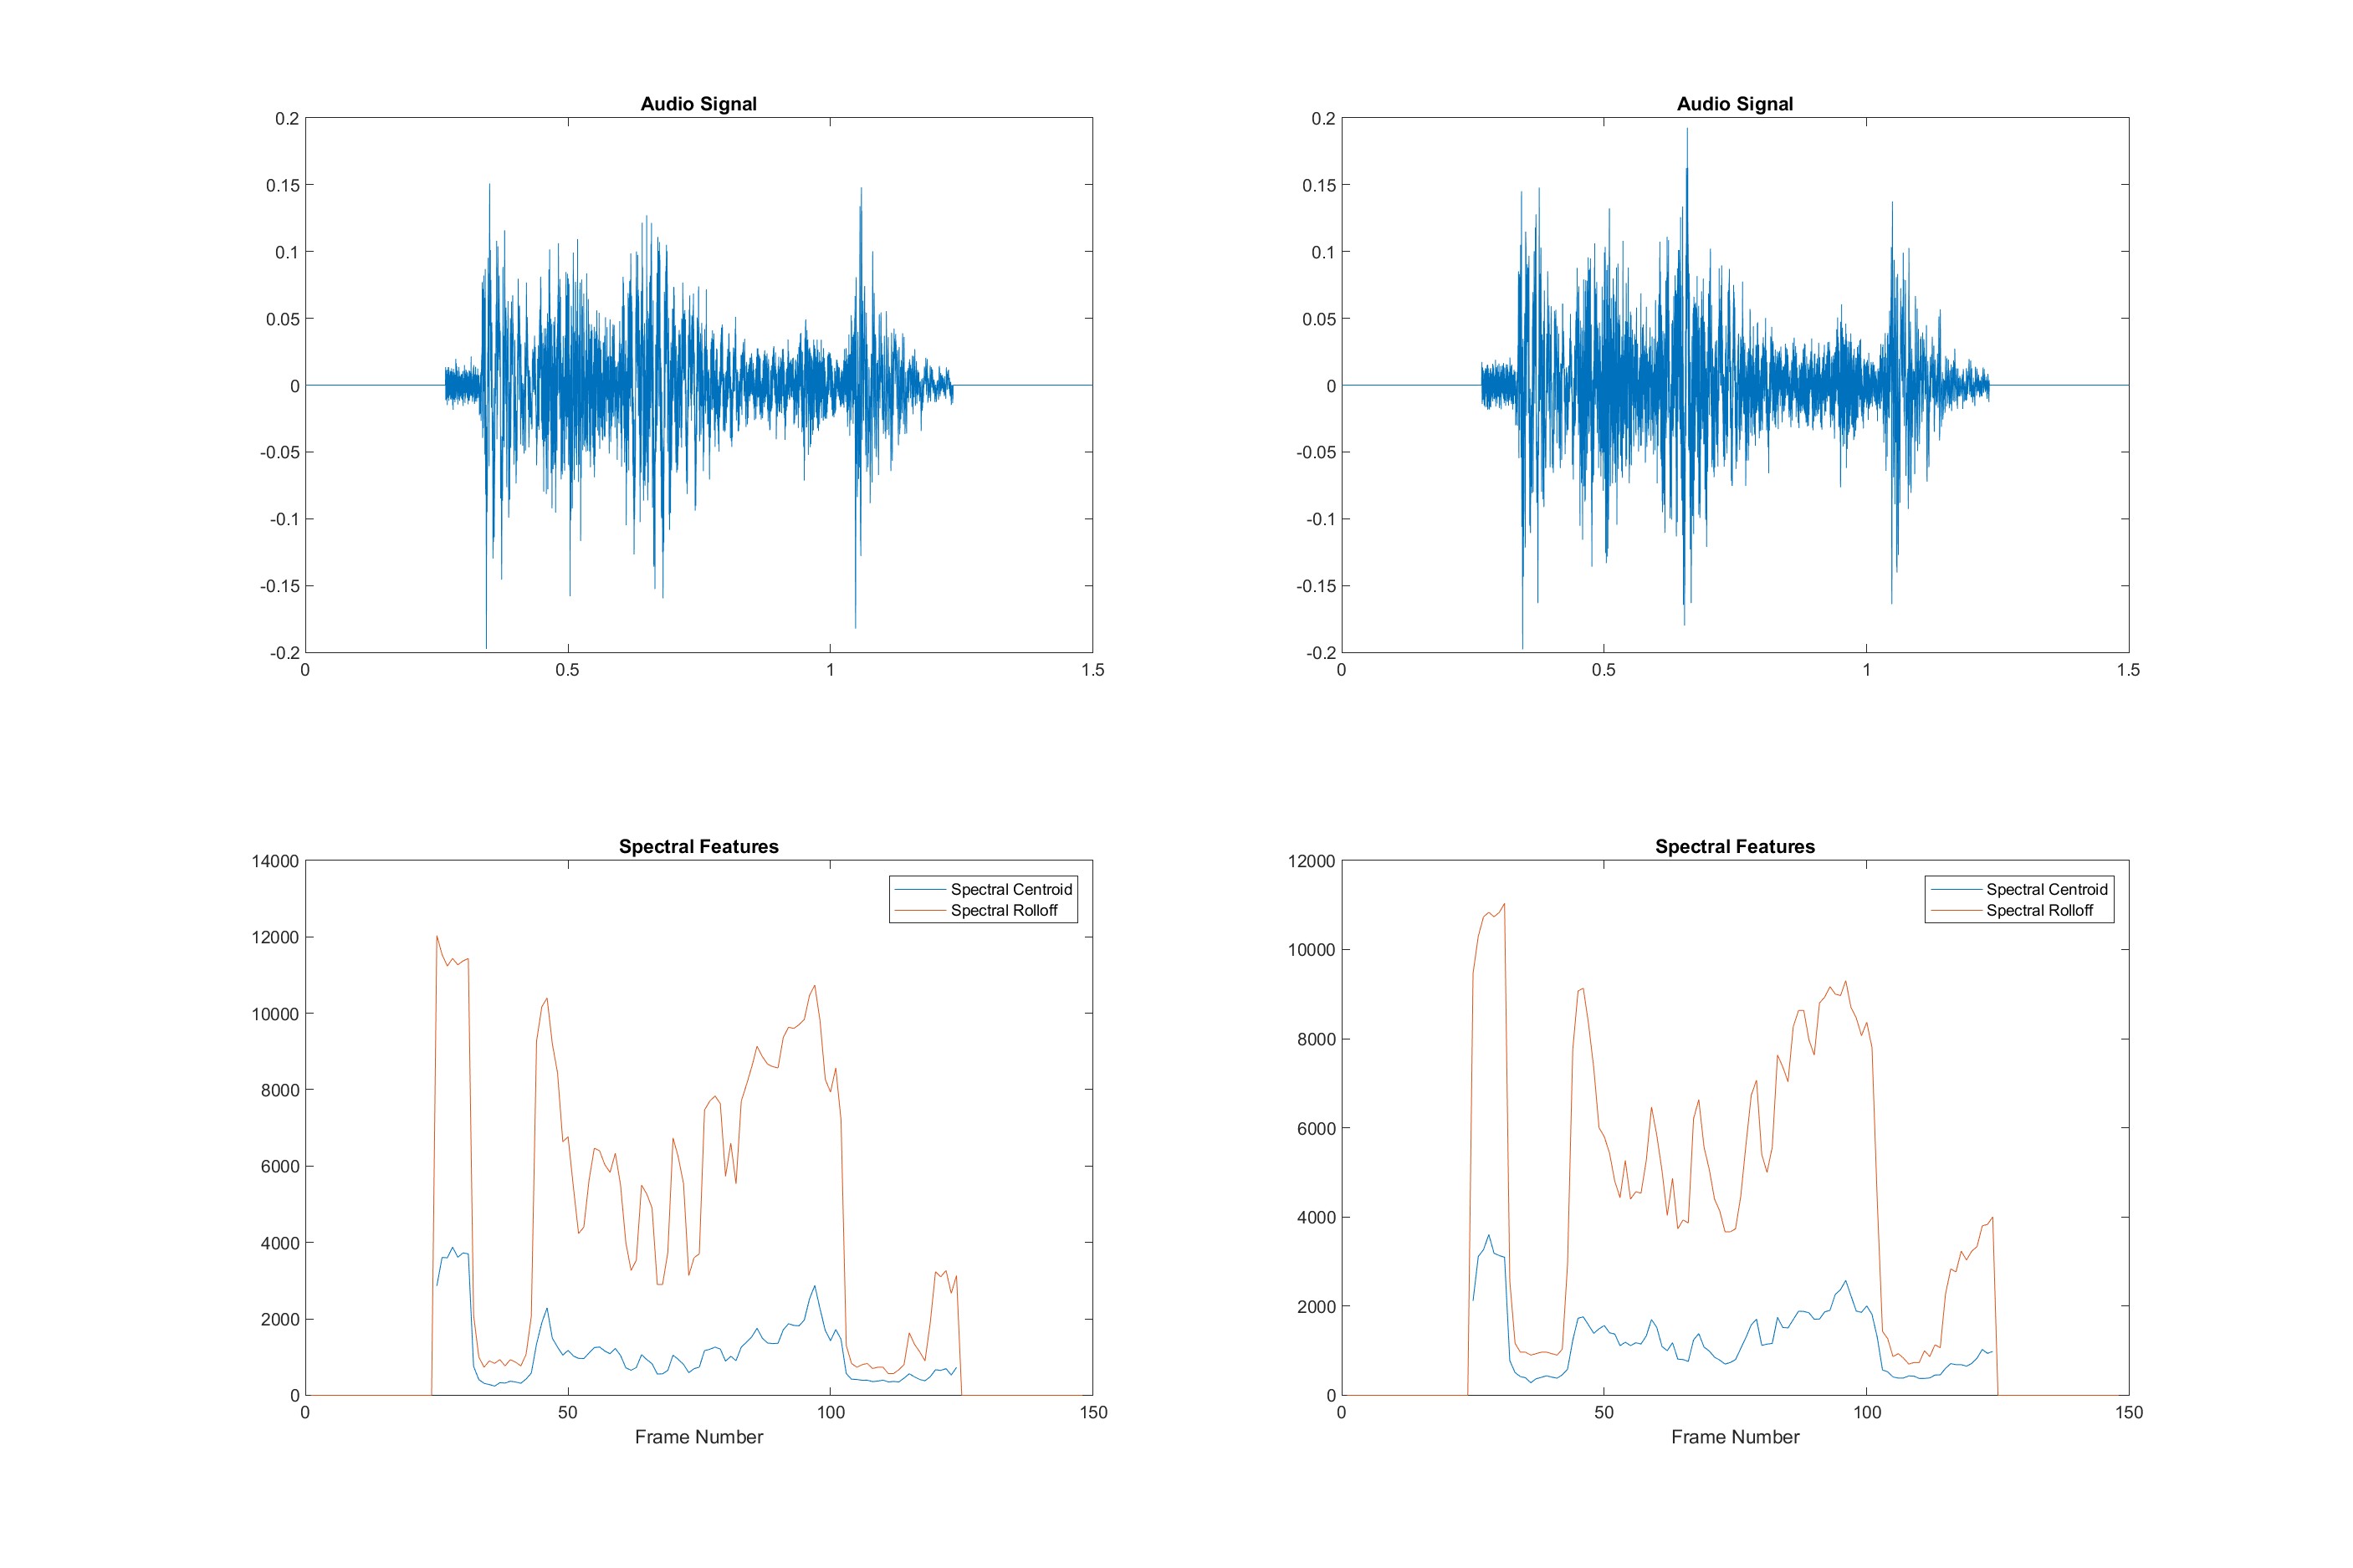 Audio Signal
0.2
0.15
0.1
0.05
0
-0.05
-0.1
-0.15
-0.2
0 0.5 1 1.5
Audio Signal
0.2
0.15
0.1
0.05
0
-0.05
-0.1
-0.15
-0.2
0 0.5 1 1.5
Spectral Features
14000
12000
10000
8000
6000
4000
2000
0
Spectral Centroid
Spectral Rolloff
0 50 100 150
Frame Number
Spectral Features
12000
10000
8000
6000
4000
2000
0
Spectral Centroid
Spectral Rolloff
0 50 100 150
Frame Number